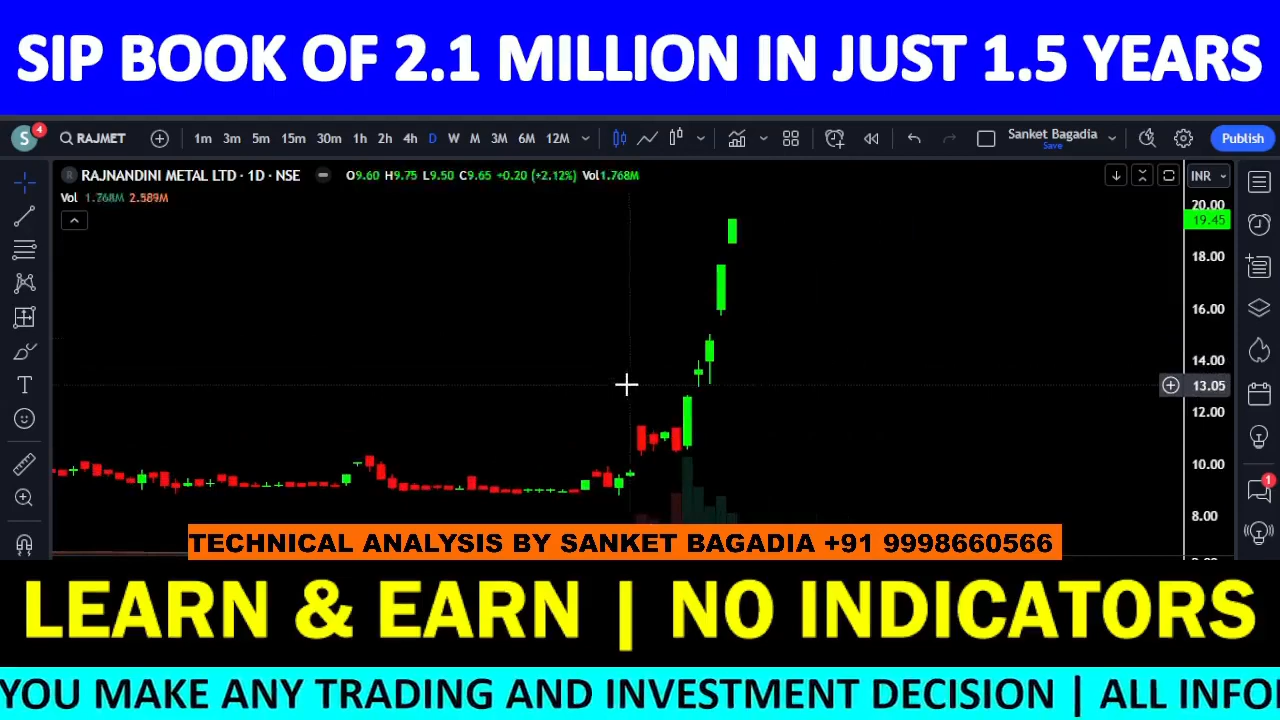 SIP BOOK OF 2.1 MILLION IN JUST 1.5 YEARS
S 4 RAJMET 1m 3m 5m 15m 30m 1h 2h 4h D W M 3M 6M 12M Sanket Bagadia Save Publish
R RAJNANDINI METAL LTD · 1D · NSE O9.60 H9.75 L9.50 C9.65 +0.20 (+2.12%) Vol1.768M INR
Vol 1.768M 2.589M
20.00
19.45
18.00
16.00
14.00
13.05
12.00
10.00
1
8.00
TECHNICAL ANALYSIS BY SANKET BAGADIA +91 9998660566
LEARN & EARN | NO INDICATORS
YOU MAKE ANY TRADING AND INVESTMENT DECISION | ALL INFO